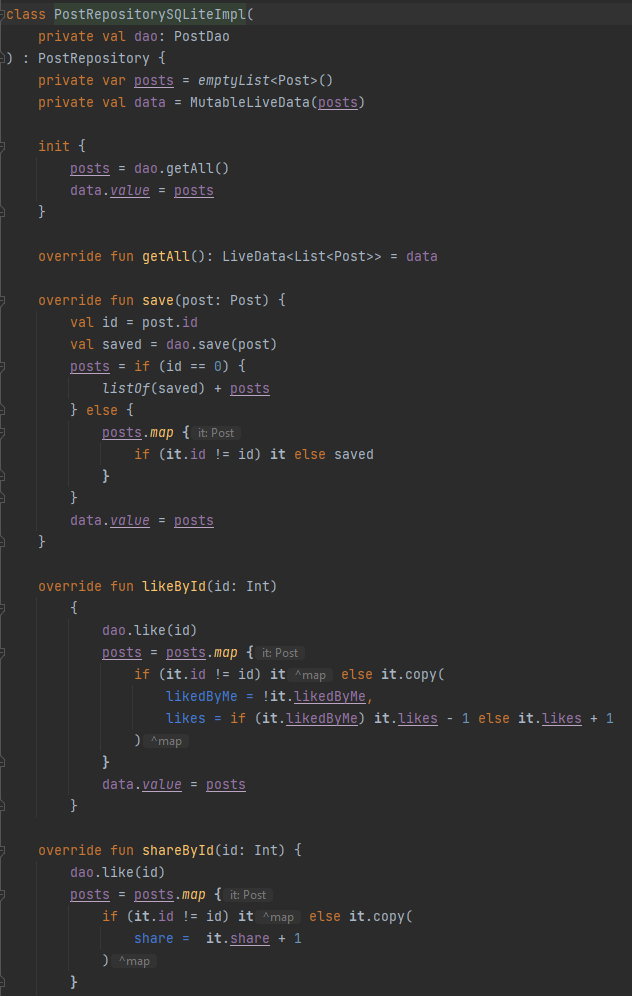 class PostRepositorySQLiteImpl(
    private val dao: PostDao
) : PostRepository {
    private var posts = emptyList<Post>()
    private val data = MutableLiveData(posts)

    init {
        posts = dao.getAll()
        data.value = posts
    }

    override fun getAll(): LiveData<List<Post>> = data

    override fun save(post: Post) {
        val id = post.id
        val saved = dao.save(post)
        posts = if (id == 0) {
            listOf(saved) + posts
        } else {
            posts.map { it: Post
                if (it.id != id) it else saved
            }
        }
        data.value = posts
    }

    override fun likeById(id: Int)
        {
            dao.like(id)
            posts = posts.map { it: Post
                if (it.id != id) it ^map else it.copy(
                    likedByMe = !it.likedByMe,
                    likes = if (it.likedByMe) it.likes - 1 else it.likes + 1
                ) ^map
            }
            data.value = posts
        }

    override fun shareById(id: Int) {
        dao.like(id)
        posts = posts.map { it: Post
            if (it.id != id) it ^map else it.copy(
                share =  it.share + 1
            ) ^map
        }